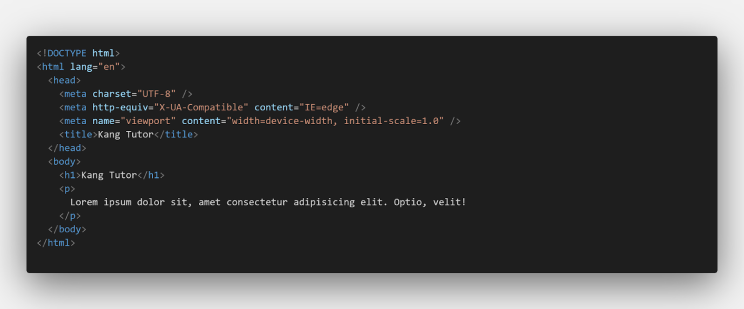 <!DOCTYPE html>
<html lang="en">
  <head>
    <meta charset="UTF-8" />
    <meta http-equiv="X-UA-Compatible" content="IE=edge" />
    <meta name="viewport" content="width=device-width, initial-scale=1.0" />
    <title>Kang Tutor</title>
  </head>
  <body>
    <h1>Kang Tutor</h1>
    <p>
      Lorem ipsum dolor sit, amet consectetur adipisicing elit. Optio, velit!
    </p>
  </body>
</html>